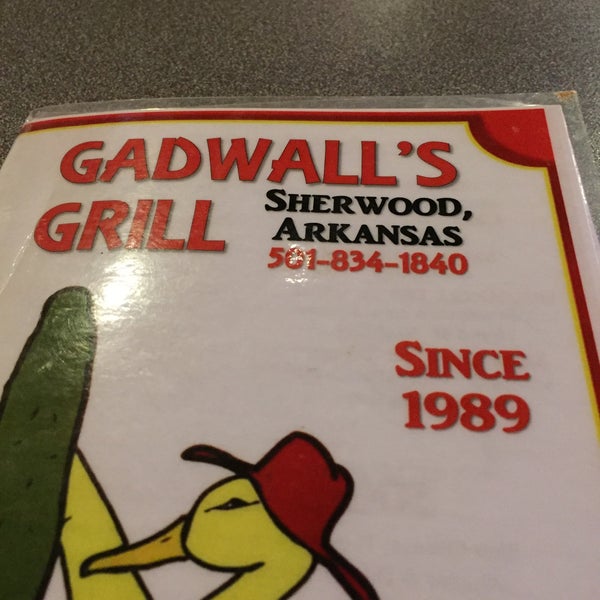 GADWALL'S
GRILL
SHERWOOD,
ARKANSAS
501-834-1840
SINCE
1989